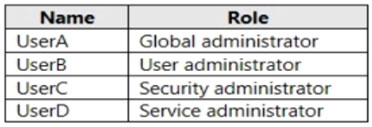 Name Role
UserA Global administrator
UserB User administrator
UserC Security administrator
UserD Service administrator